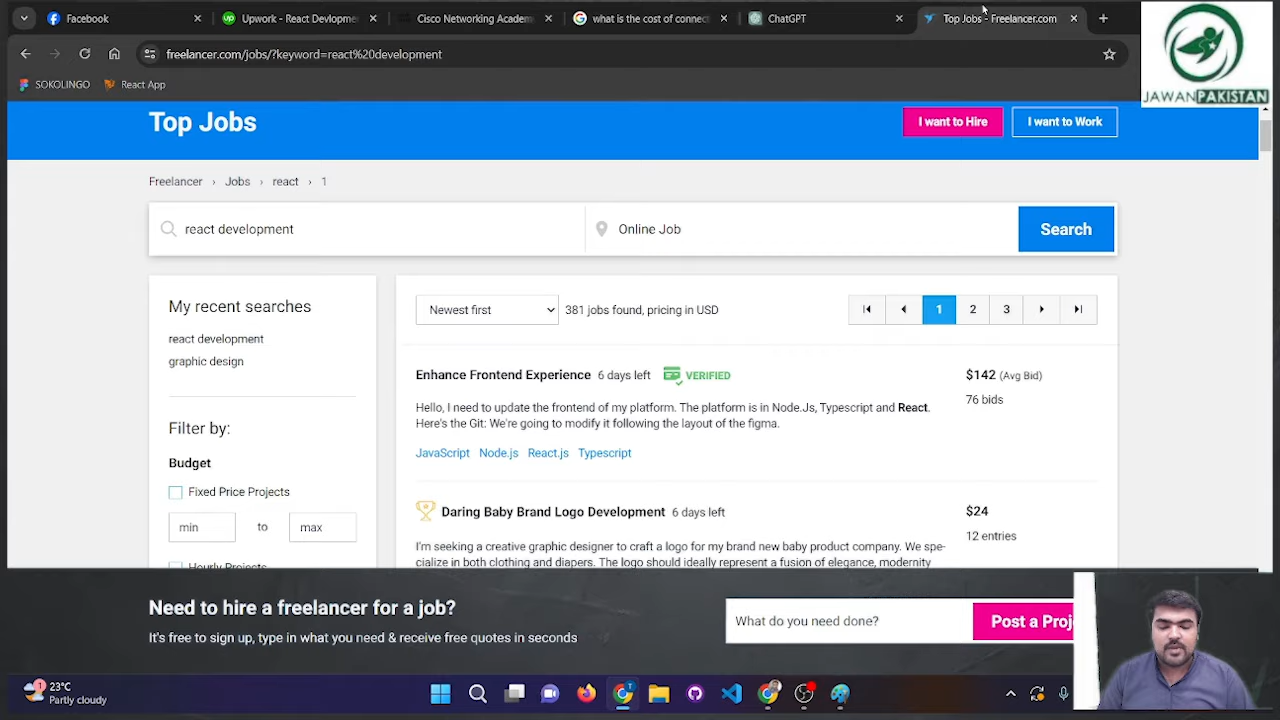 Facebook
Upwork - React Devlopme
Cisco
what is the cost of connect
ChatGPT
Top Jobs - Freelancer.com
freelancer.com/jobs/?keyword=react%20development
SOKOLINGO
React App
JAWANPAKISTAN
Top Jobs
I want to Hire
I want to Work
Freelancer › Jobs › react › 1
react development
Online Job
Search
My recent searches
react development
graphic design
Filter by:
Budget
Fixed Price Projects
min to max
Hourly Projects
Newest first
381 jobs found, pricing in USD
1 2 3
Enhance Frontend Experience 6 days left VERIFIED
$142 (Avg Bid)
76 bids
Hello, I need to update the frontend of my platform. The platform is in Node.Js, Typescript and React.
Here's the Git: We're going to modify it following the layout of the figma.
JavaScript Node.js React.js Typescript
Daring Baby Brand Logo Development 6 days left
$24
12 entries
I'm seeking a creative graphic designer to craft a logo for my brand new baby product company. We spe-
cialize in both clothing and diapers. The logo should ideally represent a fusion of elegance, modernity
Need to hire a freelancer for a job?
It's free to sign up, type in what you need & receive free quotes in seconds
What do you need done?
Post a Proj
1
23°C
Partly cloudy